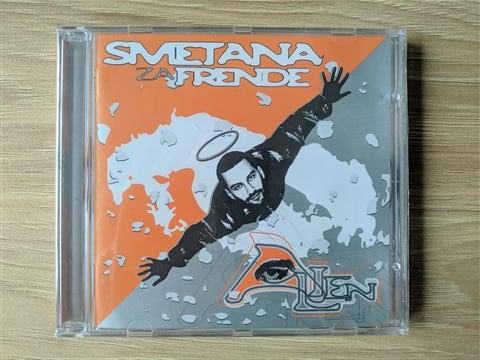 SMETANA
ZA FRENDE
ALIEN